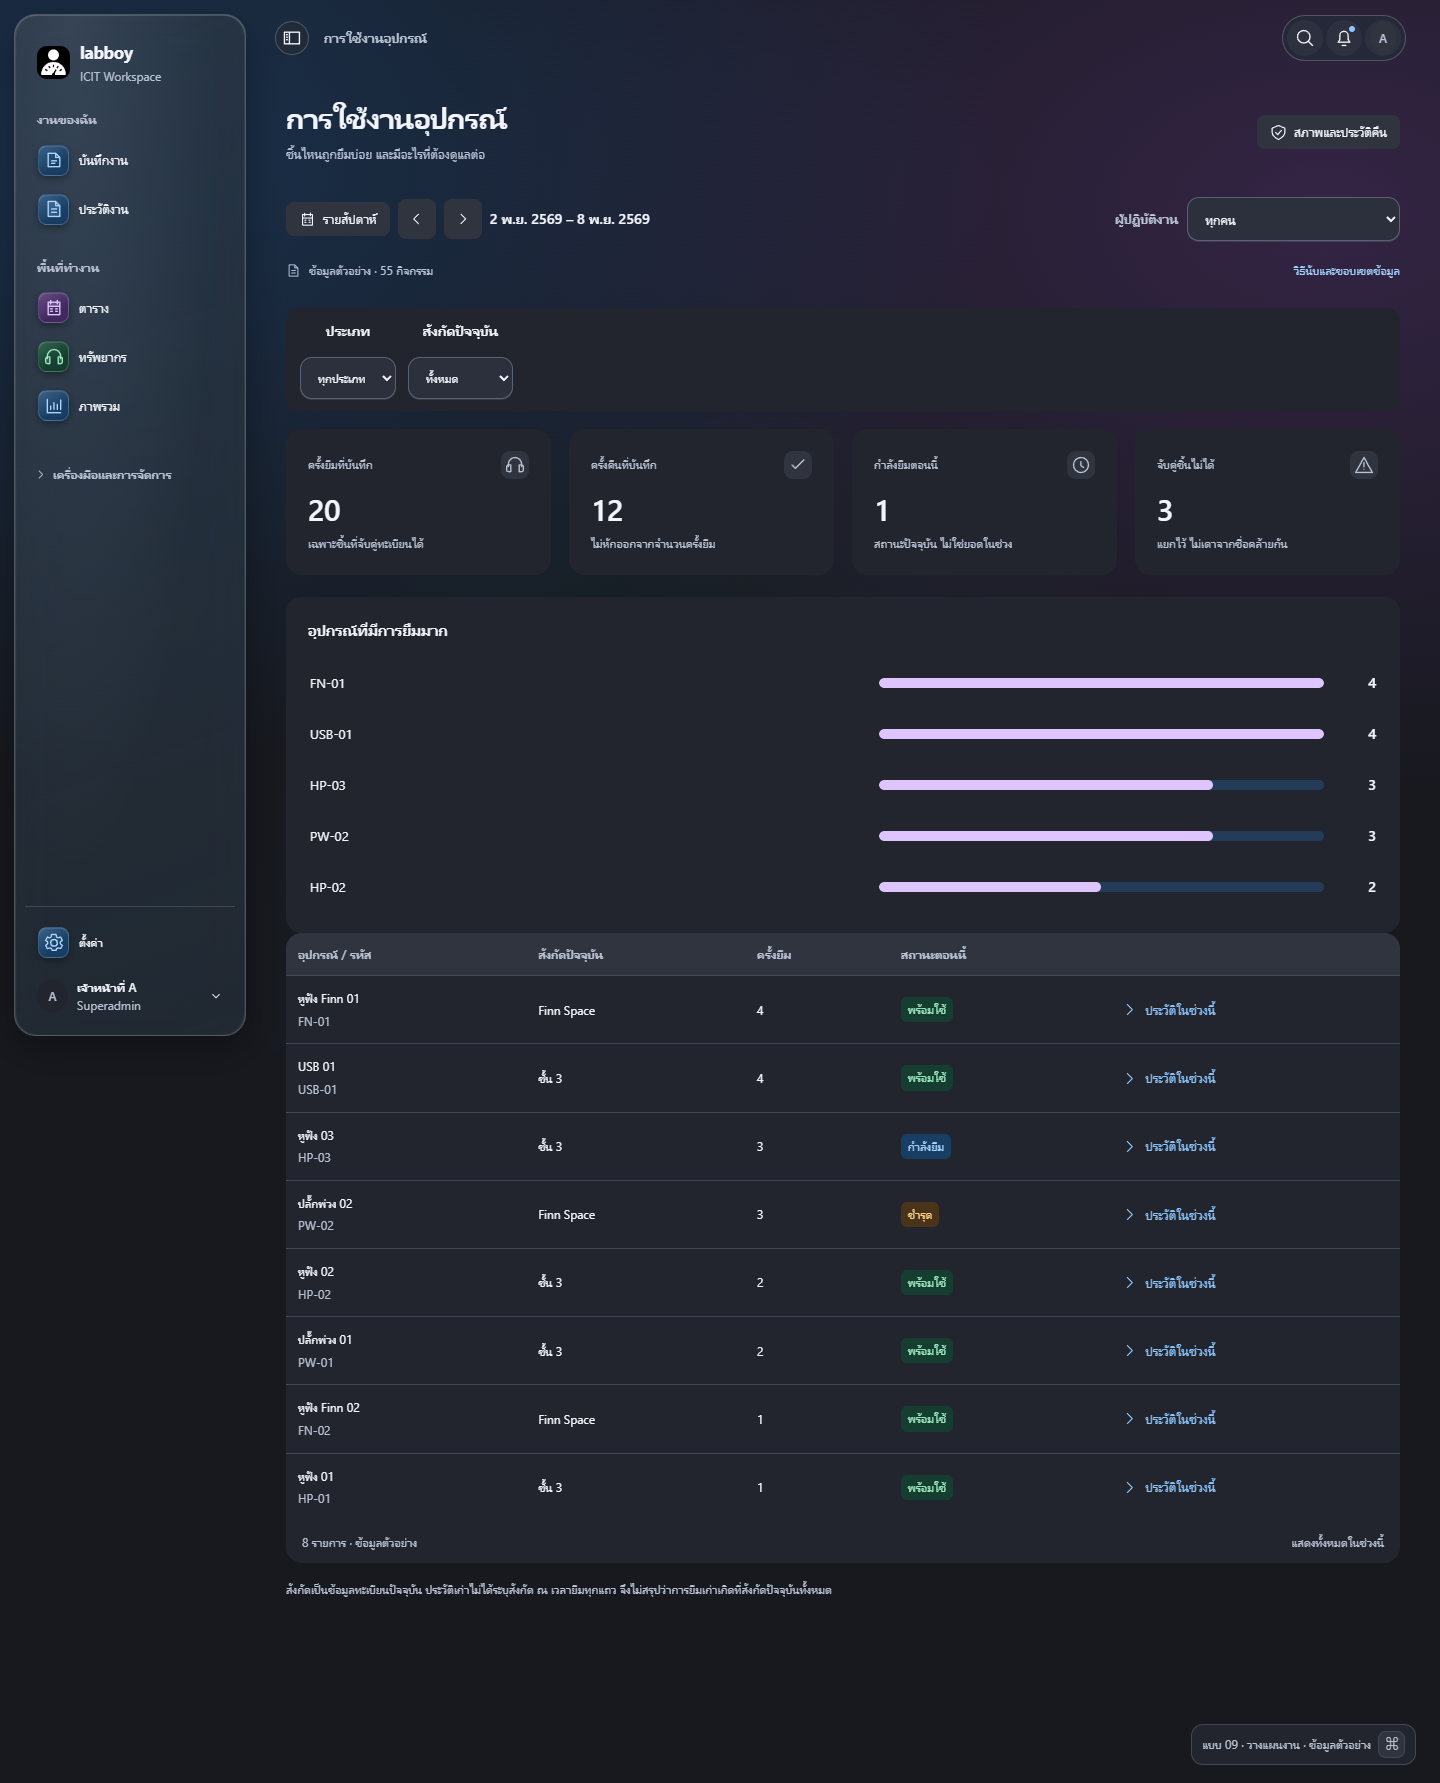 labboy
ICIT Workspace
งานของฉัน
บันทึกงาน
ประวัติงาน
พื้นที่ทำงาน
ตาราง
ทรัพยากร
ภาพรวม
เครื่องมือและการจัดการ
ตั้งค่า
A
เจ้าหน้าที่ A
Superadmin
การใช้งานอุปกรณ์
A
การใช้งานอุปกรณ์
ชิ้นไหนถูกยืมบ่อย และมีอะไรที่ต้องดูแลต่อ
สภาพและประวัติคืน
รายสัปดาห์
2 พ.ย. 2569 – 8 พ.ย. 2569
ผู้ปฏิบัติงาน
ทุกคน
ข้อมูลตัวอย่าง · 55 กิจกรรม
วิธีนับและขอบเขตข้อมูล
ประเภท
สังกัดปัจจุบัน
ทุกประเภท
ทั้งหมด
ครั้งยืมที่บันทึก
20
เฉพาะชิ้นที่จับคู่ทะเบียนได้
ครั้งคืนที่บันทึก
12
ไม่หักออกจากจำนวนครั้งยืม
กำลังยืมตอนนี้
1
สถานะปัจจุบัน ไม่ใช่ยอดในช่วง
จับคู่ชิ้นไม่ได้
3
แยกไว้ ไม่เดาจากชื่อคล้ายกัน
อุปกรณ์ที่มีการยืมมาก
FN-01 4
USB-01 4
HP-03 3
PW-02 3
HP-02 2
อุปกรณ์ / รหัส สังกัดปัจจุบัน ครั้งยืม สถานะตอนนี้
หูฟัง Finn 01
FN-01
Finn Space 4 พร้อมใช้ ประวัติในช่วงนี้
USB 01
USB-01
ชั้น 3 4 พร้อมใช้ ประวัติในช่วงนี้
หูฟัง 03
HP-03
ชั้น 3 3 กำลังยืม ประวัติในช่วงนี้
ปลั๊กพ่วง 02
PW-02
Finn Space 3 ชำรุด ประวัติในช่วงนี้
หูฟัง 02
HP-02
ชั้น 3 2 พร้อมใช้ ประวัติในช่วงนี้
ปลั๊กพ่วง 01
PW-01
ชั้น 3 2 พร้อมใช้ ประวัติในช่วงนี้
หูฟัง Finn 02
FN-02
Finn Space 1 พร้อมใช้ ประวัติในช่วงนี้
หูฟัง 01
HP-01
ชั้น 3 1 พร้อมใช้ ประวัติในช่วงนี้
8 รายการ · ข้อมูลตัวอย่าง
แสดงทั้งหมดในช่วงนี้
สังกัดเป็นข้อมูลทะเบียนปัจจุบัน ประวัติเก่าไม่ได้ระบุสังกัด ณ เวลายืมทุกแถว จึงไม่สรุปว่าการยืมเก่าเกิดที่สังกัดปัจจุบันทั้งหมด
แบบ 09 · วางแผนงาน · ข้อมูลตัวอย่าง ⌘